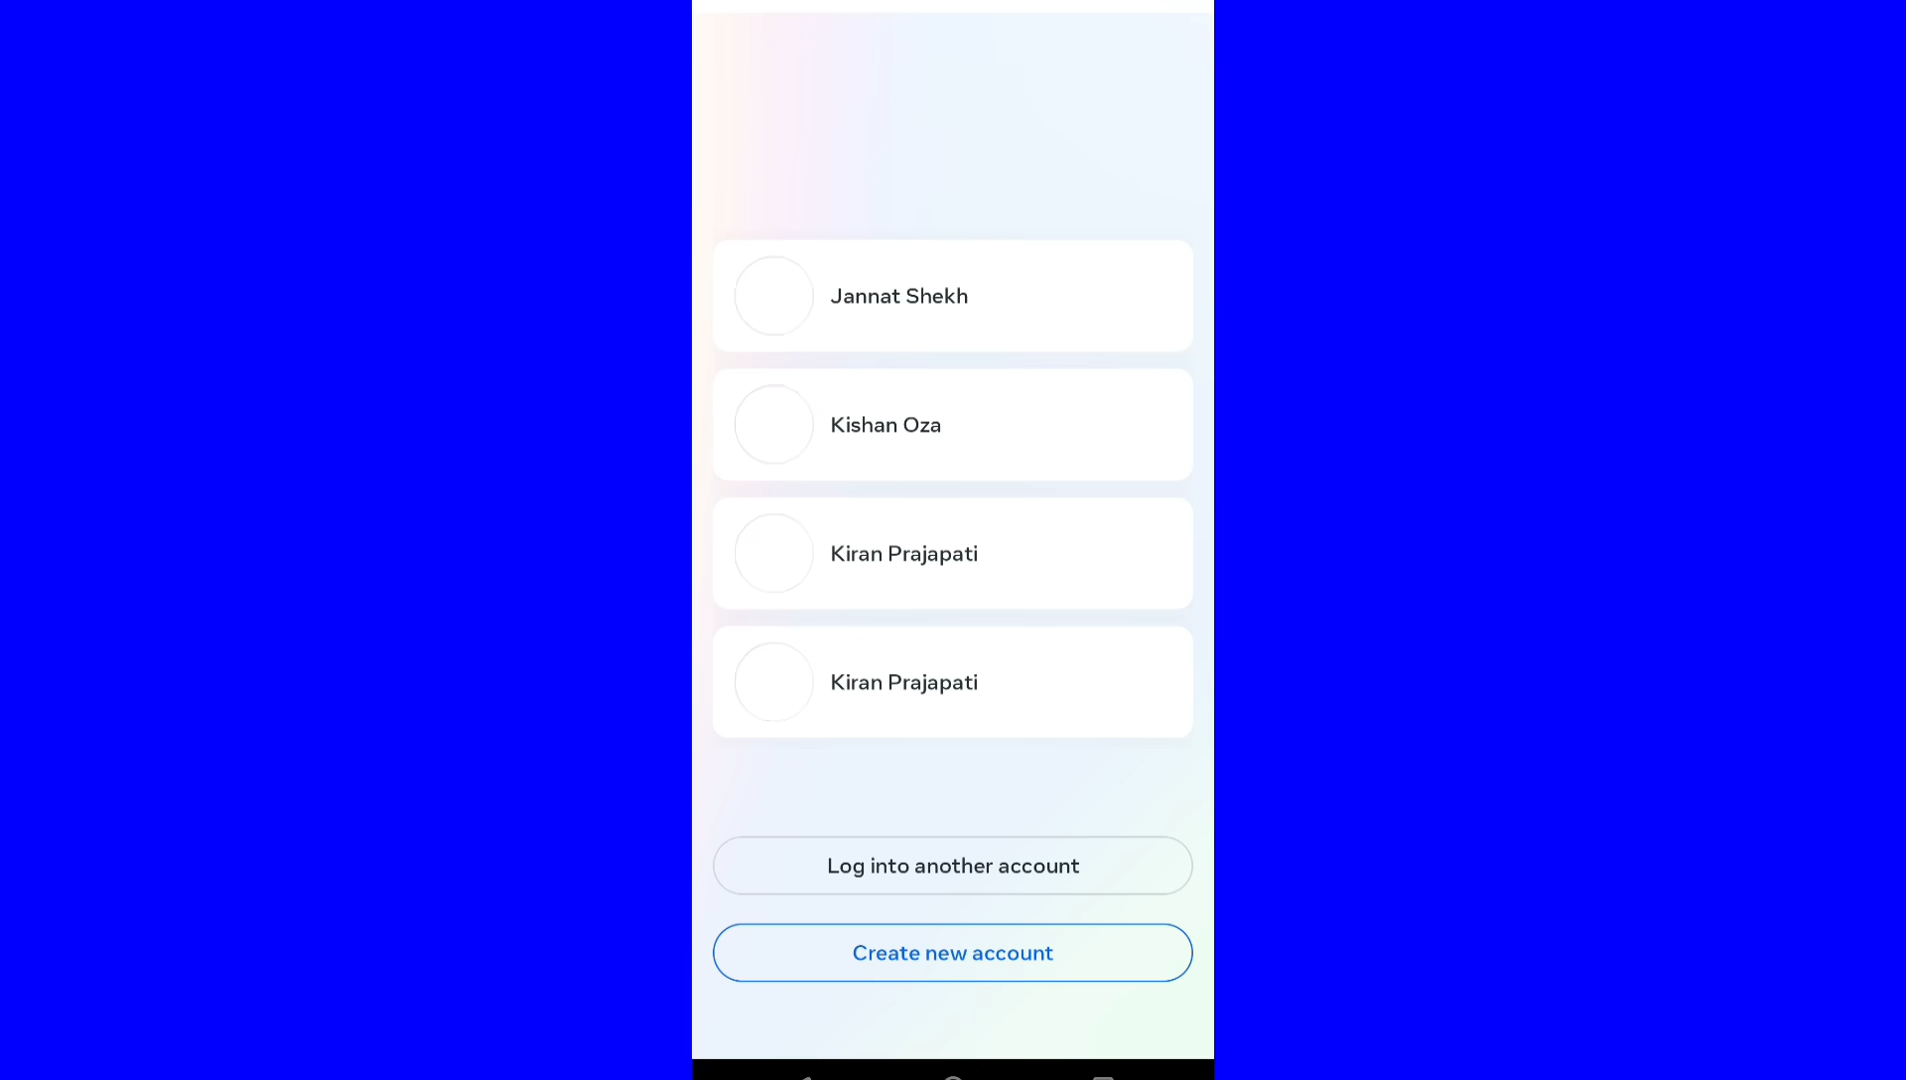 Jannat Shekh
Kishan Oza
Kiran Prajapati
Kiran Prajapati
Log into another account
Create new account